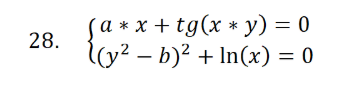 28. { a * x + tg(x * y) = 0
(y² − b)² + ln(x) = 0